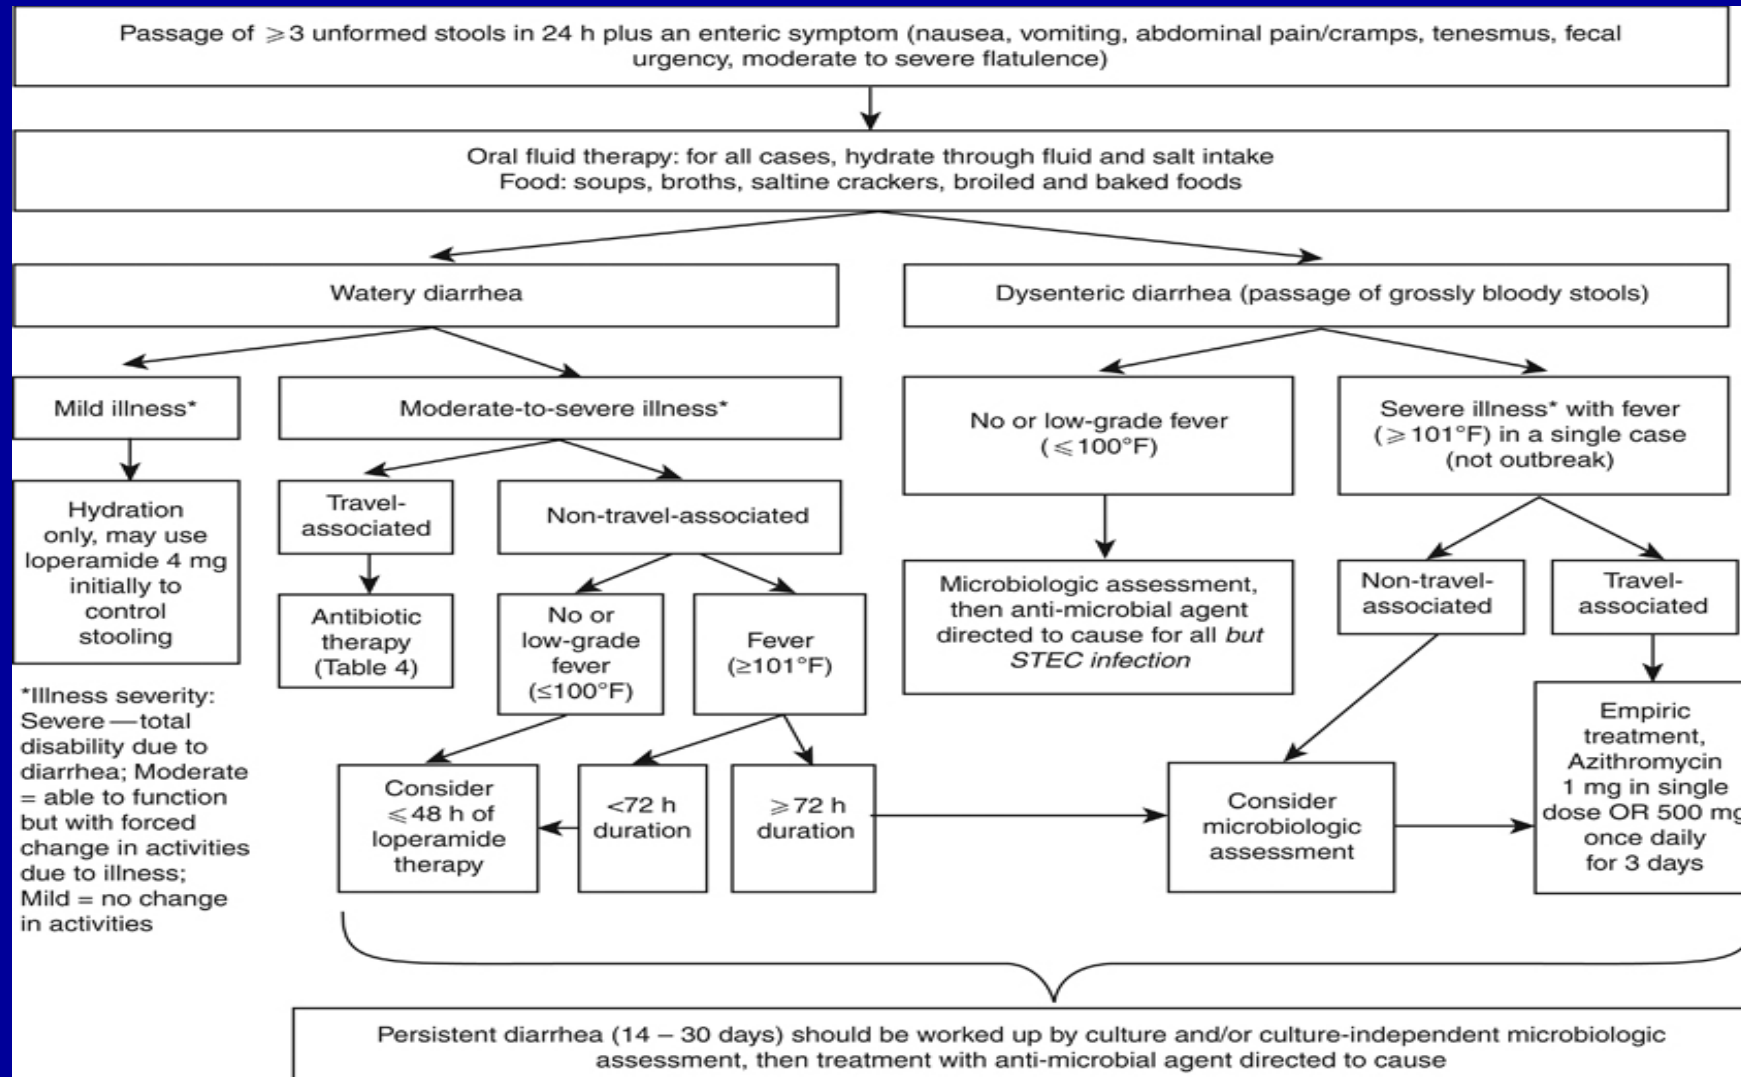 Passage of ⩾3 unformed stools in 24 h plus an enteric symptom (nausea, vomiting, abdominal pain/cramps, tenesmus, fecal
urgency, moderate to severe flatulence)
Oral fluid therapy: for all cases, hydrate through fluid and salt intake
Food: soups, broths, saltine crackers, broiled and baked foods
Watery diarrhea
Dysenteric diarrhea (passage of grossly bloody stools)
Mild illness*
Moderate-to-severe illness*
No or low-grade fever
(⩽100°F)
Severe illness* with fever
(⩾101°F) in a single case
(not outbreak)
Hydration
only, may use
loperamide 4 mg
initially to
control
stooling
Travel-
associated
Non-travel-associated
Antibiotic
therapy
(Table 4)
No or
low-grade
fever
(≤100°F)
Fever
(≥101°F)
Microbiologic assessment,
then anti-microbial agent
directed to cause for all but
STEC infection
Non-travel-
associated
Travel-
associated
*Illness severity:
Severe—total
disability due to
diarrhea; Moderate
= able to function
but with forced
change in activities
due to illness;
Mild = no change
in activities
Consider
⩽48 h of
loperamide
therapy
<72 h
duration
⩾72 h
duration
Consider
microbiologic
assessment
Empiric
treatment,
Azithromycin
1 mg in single
dose OR 500 mg
once daily
for 3 days
Persistent diarrhea (14 – 30 days) should be worked up by culture and/or culture-independent microbiologic
assessment, then treatment with anti-microbial agent directed to cause